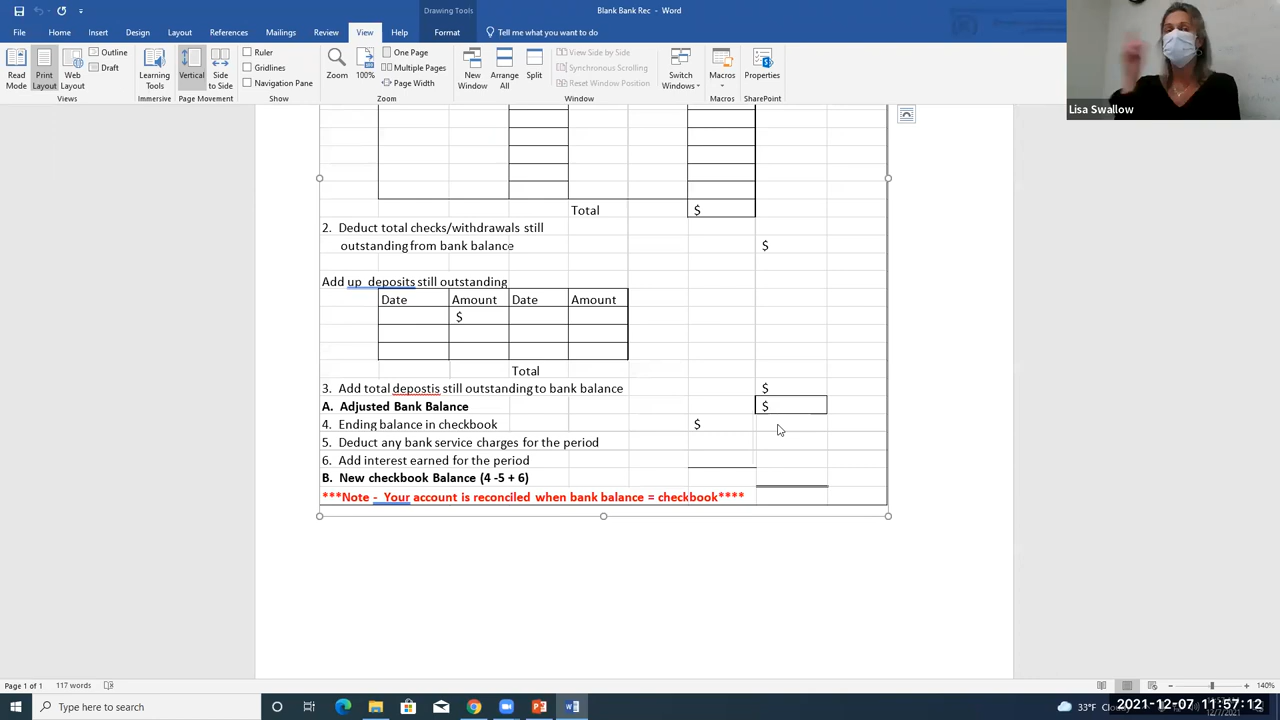 Drawing Tools
Blank Bank Rec - Word
File Home Insert Design Layout References Mailings Review View Help Format Tell me what you want to do
Read Mode
Print Layout
Web Layout
Outline
Draft
Views
Learning Tools
Immersive
Vertical
Side to Side
Page Movement
Ruler
Gridlines
Navigation Pane
Show
Zoom
100%
One Page
Multiple Pages
Page Width
Zoom
New Window
Arrange All
Split
View Side by Side
Synchronous Scrolling
Reset Window Position
Window
Switch Windows
Macros
Macros
Properties
SharePoint
Lisa Swallow
Total $
2. Deduct total checks/withdrawals still
outstanding from bank balance $
Add up deposits still outstanding
Date Amount Date Amount
$
Total
3. Add total depostis still outstanding to bank balance $
A. Adjusted Bank Balance $
4. Ending balance in checkbook $
5. Deduct any bank service charges for the period
6. Add interest earned for the period
B. New checkbook Balance (4 -5 + 6)
***Note - Your account is reconciled when bank balance = checkbook****
Page 1 of 1 117 words
140%
Type here to search
33°F
2021-12-07 11:57:12